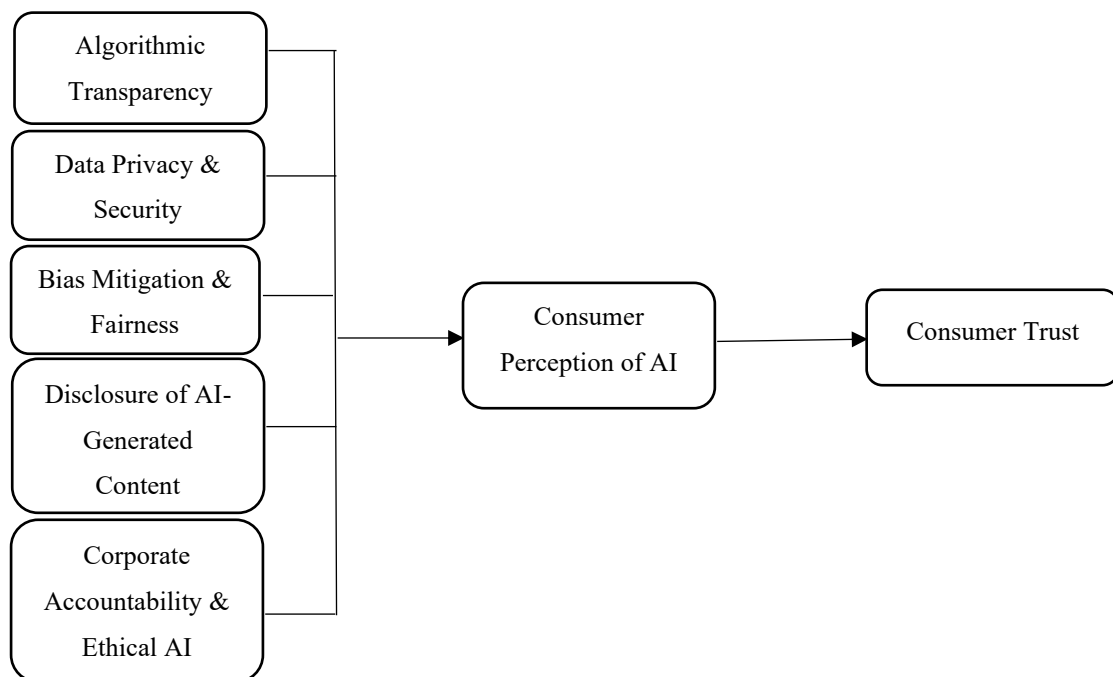 Algorithmic
Transparency
Data Privacy &
Security
Bias Mitigation &
Fairness
Disclosure of AI-
Generated
Content
Corporate
Accountability &
Ethical AI
Consumer
Perception of AI
Consumer Trust